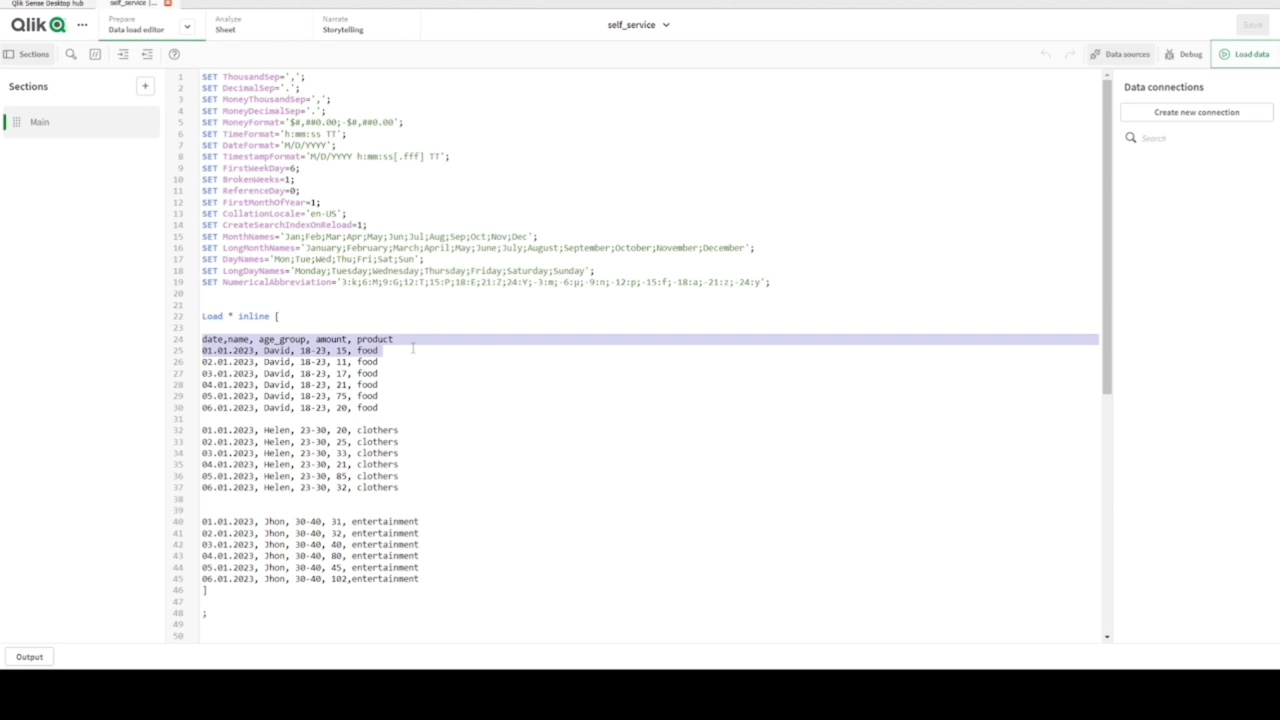 Qlik Sense Desktop hub
self_service |...
Qlik
...
Prepare
Data load editor
Analyze
Sheet
Narrate
Storytelling
self_service
Save
Sections
Data sources
Debug
Load data
Sections
+
Main
1 SET ThousandSep=',';
2 SET DecimalSep='.';
3 SET MoneyThousandSep=',';
4 SET MoneyDecimalSep='.';
5 SET MoneyFormat='$#,##0.00;-$#,##0.00';
6 SET TimeFormat='h:mm:ss TT';
7 SET DateFormat='M/D/YYYY';
8 SET TimestampFormat='M/D/YYYY h:mm:ss[.fff] TT';
9 SET FirstWeekDay=6;
10 SET BrokenWeeks=1;
11 SET ReferenceDay=0;
12 SET FirstMonthOfYear=1;
13 SET CollationLocale='en-US';
14 SET CreateSearchIndexOnReload=1;
15 SET MonthNames='Jan;Feb;Mar;Apr;May;Jun;Jul;Aug;Sep;Oct;Nov;Dec';
16 SET LongMonthNames='January;February;March;April;May;June;July;August;September;October;November;December';
17 SET DayNames='Mon;Tue;Wed;Thu;Fri;Sat;Sun';
18 SET LongDayNames='Monday;Tuesday;Wednesday;Thursday;Friday;Saturday;Sunday';
19 SET NumericalAbbreviation='3:k;6:M;9:G;12:T;15:P;18:E;21:Z;24:Y;-3:m;-6:μ;-9:n;-12:p;-15:f;-18:a;-21:z;-24:y';
20
21
22 Load * inline [
23
24 date,name, age_group, amount, product
25 01.01.2023, David, 18-23, 15, food
26 02.01.2023, David, 18-23, 11, food
27 03.01.2023, David, 18-23, 17, food
28 04.01.2023, David, 18-23, 21, food
29 05.01.2023, David, 18-23, 75, food
30 06.01.2023, David, 18-23, 20, food
31
32 01.01.2023, Helen, 23-30, 20, clothers
33 02.01.2023, Helen, 23-30, 25, clothers
34 03.01.2023, Helen, 23-30, 33, clothers
35 04.01.2023, Helen, 23-30, 21, clothers
36 05.01.2023, Helen, 23-30, 85, clothers
37 06.01.2023, Helen, 23-30, 32, clothers
38
39
40 01.01.2023, Jhon, 30-40, 31, entertainment
41 02.01.2023, Jhon, 30-40, 32, entertainment
42 03.01.2023, Jhon, 30-40, 40, entertainment
43 04.01.2023, Jhon, 30-40, 80, entertainment
44 05.01.2023, Jhon, 30-40, 45, entertainment
45 06.01.2023, Jhon, 30-40, 102,entertainment
46 ]
47
48 ;
49
50
Data connections
Create new connection
Search
Output